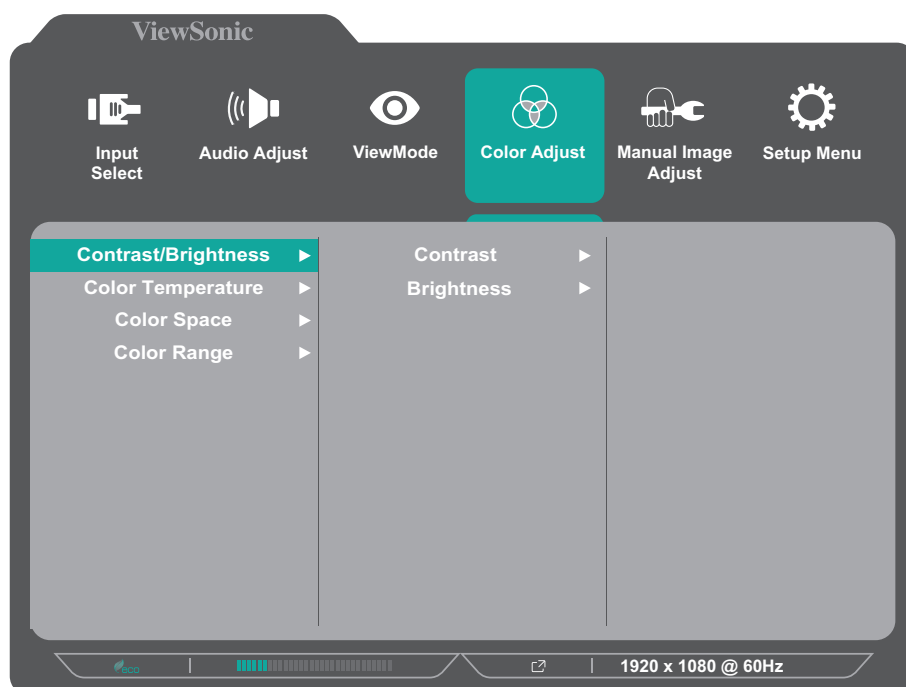 ViewSonic
Input
Select
Audio Adjust
ViewMode
Color Adjust
Manual Image
Adjust
Setup Menu
Contrast/Brightness
Color Temperature
Color Space
Color Range
Contrast
Brightness
eco
1920 x 1080 @ 60Hz